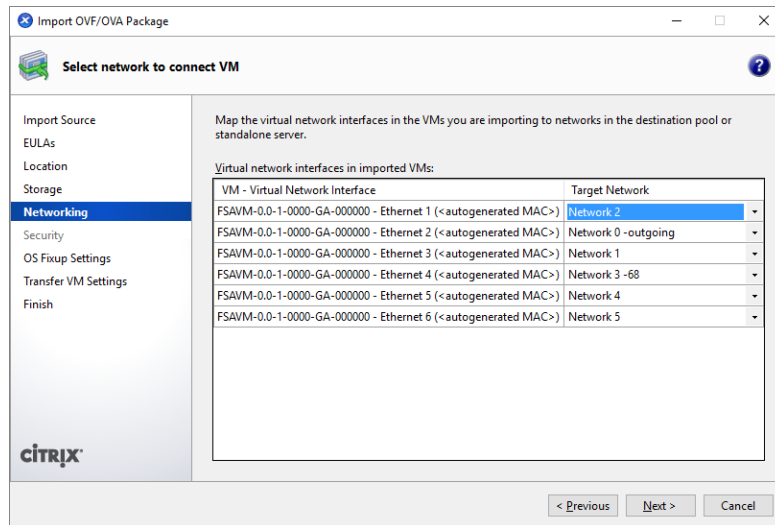 Import OVF/OVA Package
Select network to connect VM
?
Import Source
EULAs
Location
Storage
Networking
Security
OS Fixup Settings
Transfer VM Settings
Finish
CITRIX
Map the virtual network interfaces in the VMs you are importing to networks in the destination pool or
standalone server.
Virtual network interfaces in imported VMs:
VM - Virtual Network Interface Target Network
FSAVM-0.0-1-0000-GA-000000 - Ethernet 1 (<autogenerated MAC>) Network 2
FSAVM-0.0-1-0000-GA-000000 - Ethernet 2 (<autogenerated MAC>) Network 0 -outgoing
FSAVM-0.0-1-0000-GA-000000 - Ethernet 3 (<autogenerated MAC>) Network 1
FSAVM-0.0-1-0000-GA-000000 - Ethernet 4 (<autogenerated MAC>) Network 3 -68
FSAVM-0.0-1-0000-GA-000000 - Ethernet 5 (<autogenerated MAC>) Network 4
FSAVM-0.0-1-0000-GA-000000 - Ethernet 6 (<autogenerated MAC>) Network 5
< Previous Next > Cancel